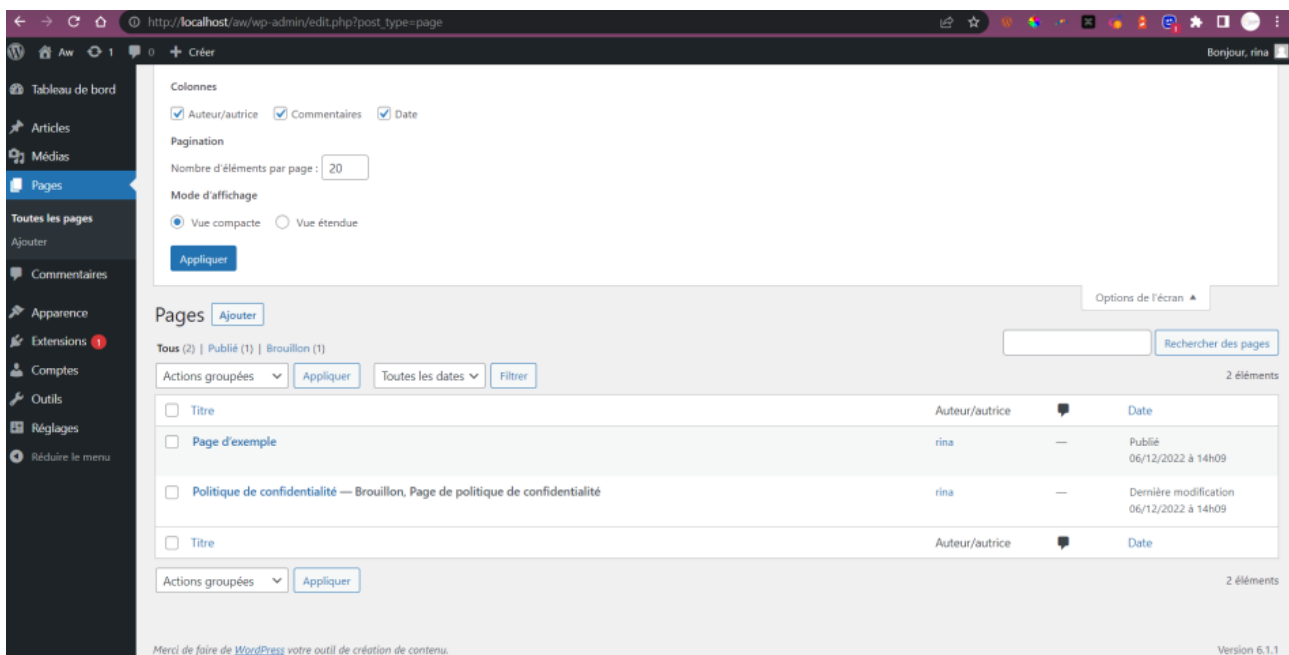 http://localhost/aw/wp-admin/edit.php?post_type=page
Aw 1 0 Créer
Bonjour, rina
Tableau de bord
Articles
Médias
Pages
Toutes les pages
Ajouter
Commentaires
Apparence
Extensions 1
Comptes
Outils
Réglages
Réduire le menu
Colonnes
Auteur/autrice Commentaires Date
Pagination
Nombre d'éléments par page : 20
Mode d'affichage
Vue compacte Vue étendue
Appliquer
Options de l'écran ▲
Pages Ajouter
Tous (2) | Publié (1) | Brouillon (1)
Rechercher des pages
Actions groupées Appliquer Toutes les dates Filtrer
2 éléments
Titre Auteur/autrice Date
Page d'exemple rina — Publié
06/12/2022 à 14h09
Politique de confidentialité — Brouillon, Page de politique de confidentialité rina — Dernière modification
06/12/2022 à 14h09
Titre Auteur/autrice Date
Actions groupées Appliquer
2 éléments
Merci de faire de WordPress votre outil de création de contenu.
Version 6.1.1